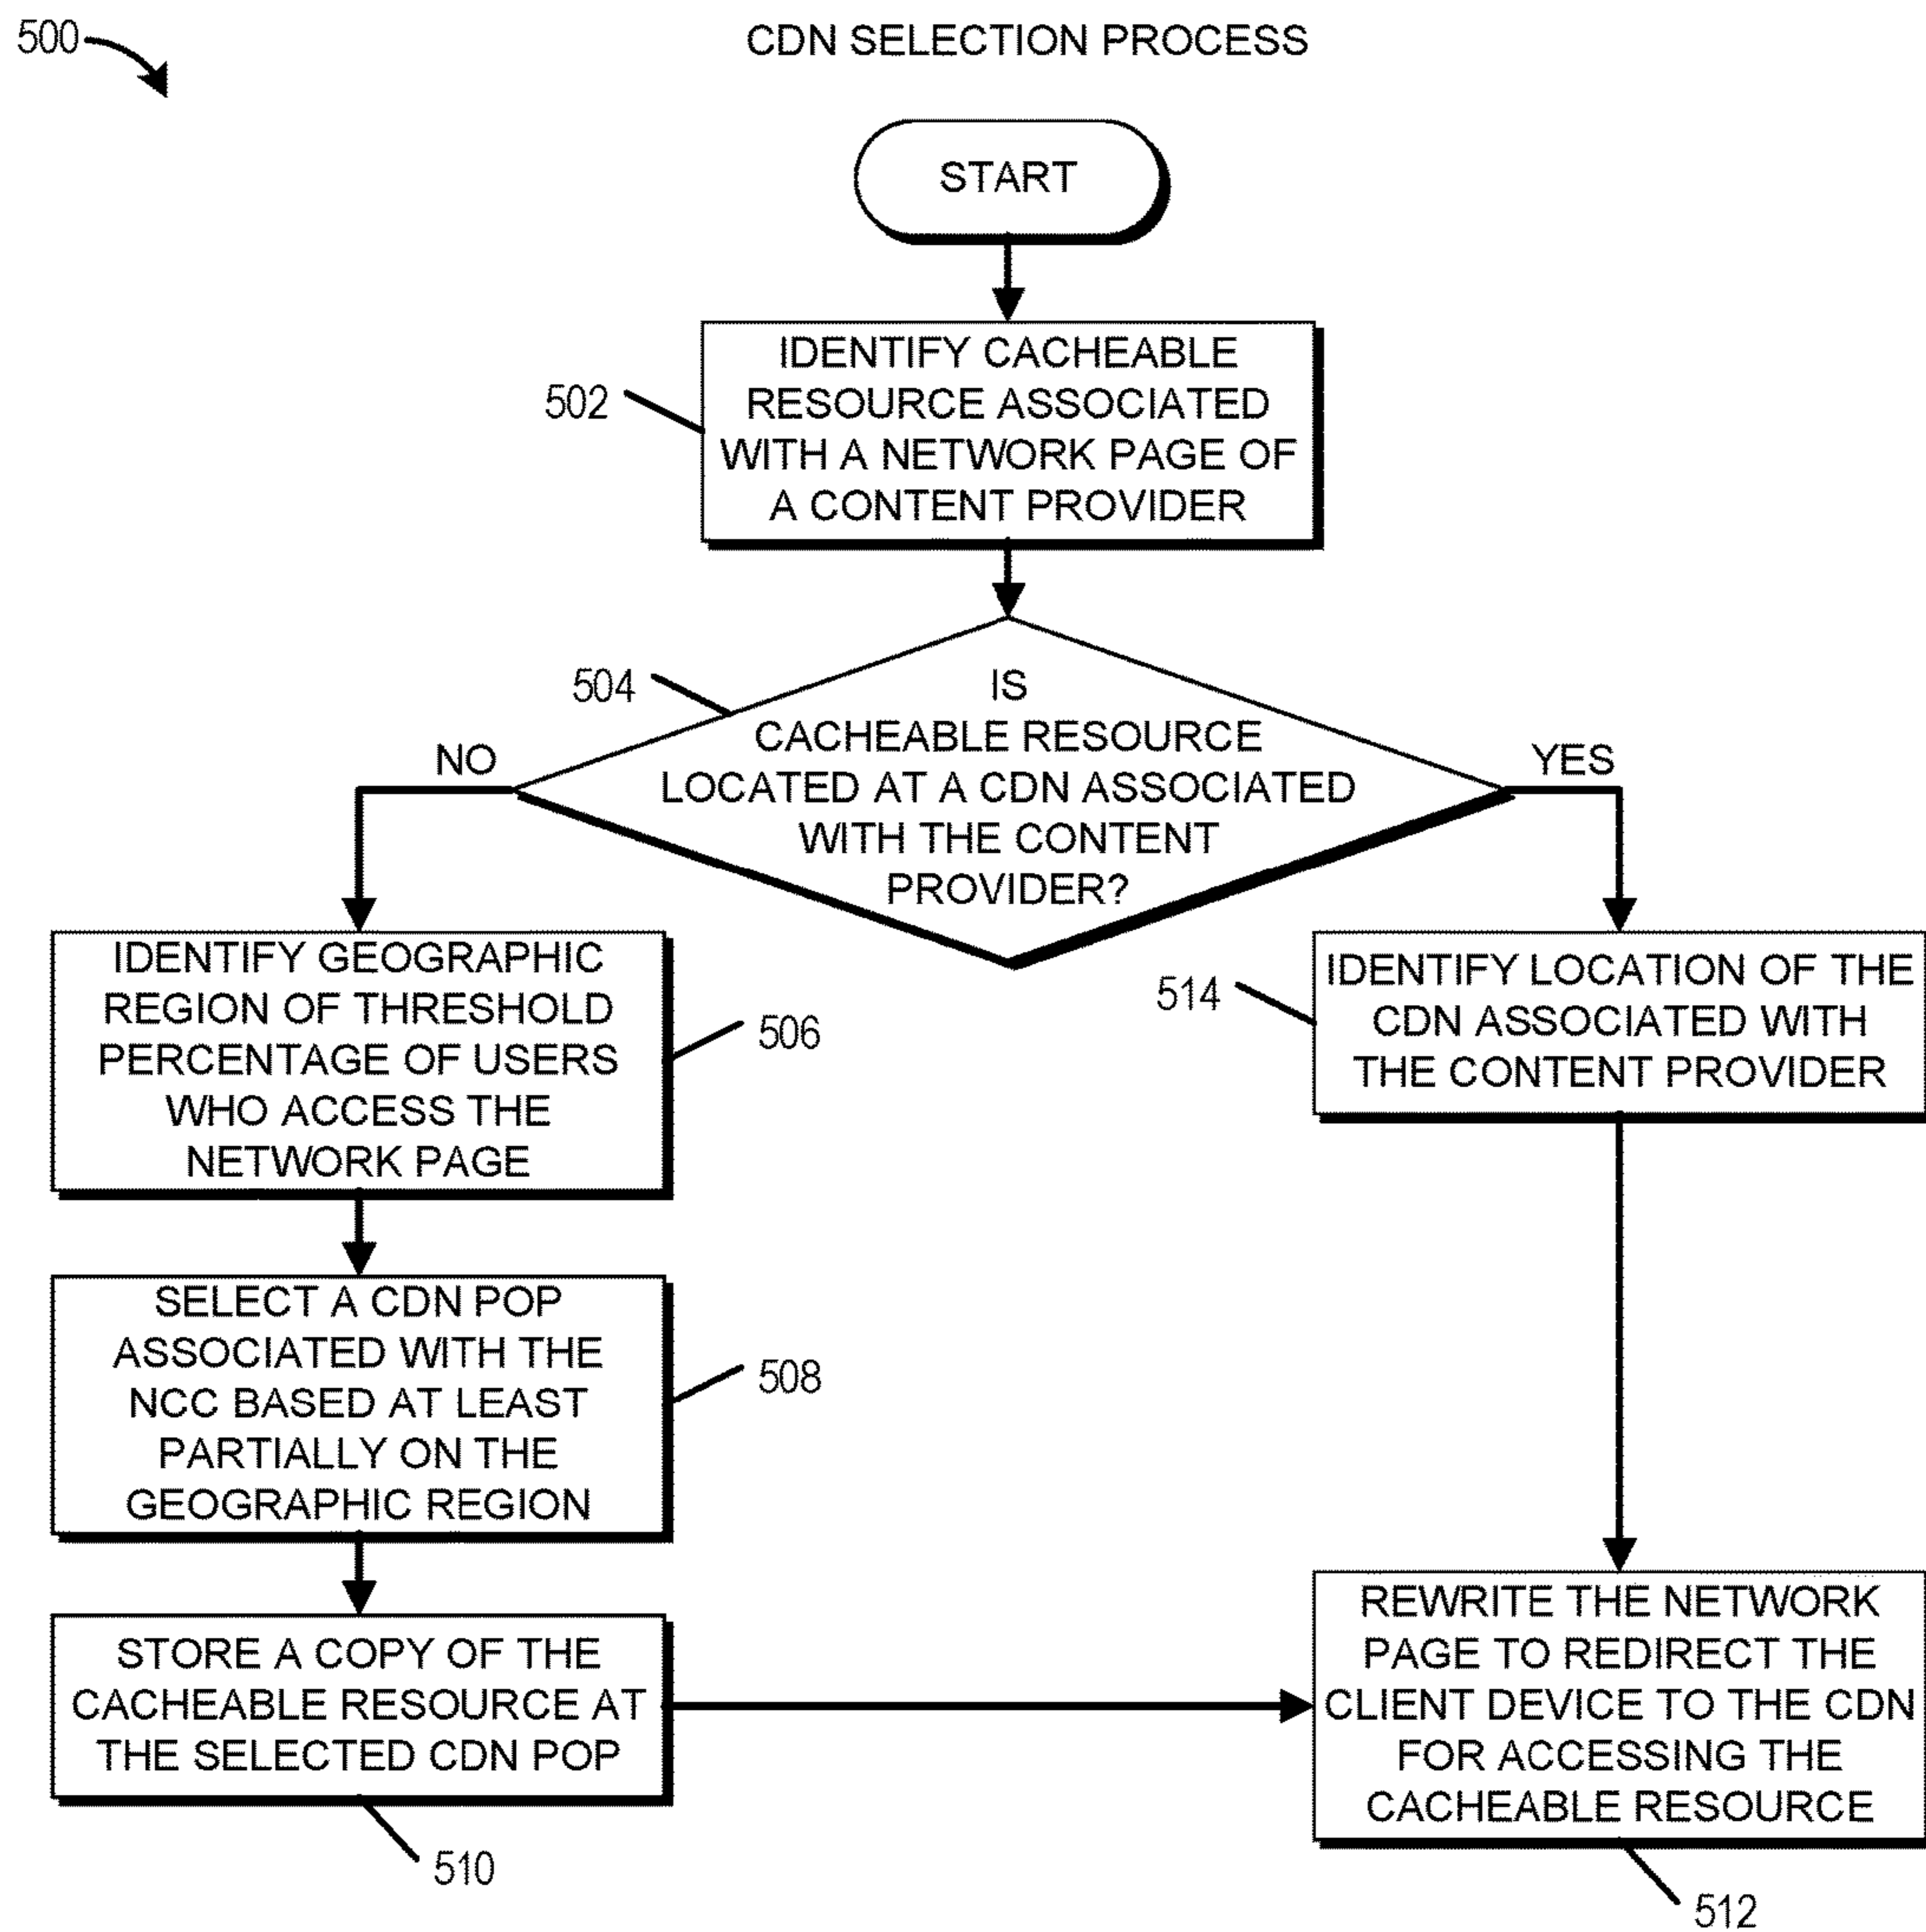 500
CDN SELECTION PROCESS
START
502
IDENTIFY CACHEABLE
RESOURCE ASSOCIATED
WITH A NETWORK PAGE OF
A CONTENT PROVIDER
504
IS
CACHEABLE RESOURCE
LOCATED AT A CDN ASSOCIATED
WITH THE CONTENT
PROVIDER?
NO
YES
IDENTIFY GEOGRAPHIC
REGION OF THRESHOLD
PERCENTAGE OF USERS
WHO ACCESS THE
NETWORK PAGE
506
514
IDENTIFY LOCATION OF THE
CDN ASSOCIATED WITH
THE CONTENT PROVIDER
SELECT A CDN POP
ASSOCIATED WITH THE
NCC BASED AT LEAST
PARTIALLY ON THE
GEOGRAPHIC REGION
508
STORE A COPY OF THE
CACHEABLE RESOURCE AT
THE SELECTED CDN POP
510
REWRITE THE NETWORK
PAGE TO REDIRECT THE
CLIENT DEVICE TO THE CDN
FOR ACCESSING THE
CACHEABLE RESOURCE
512